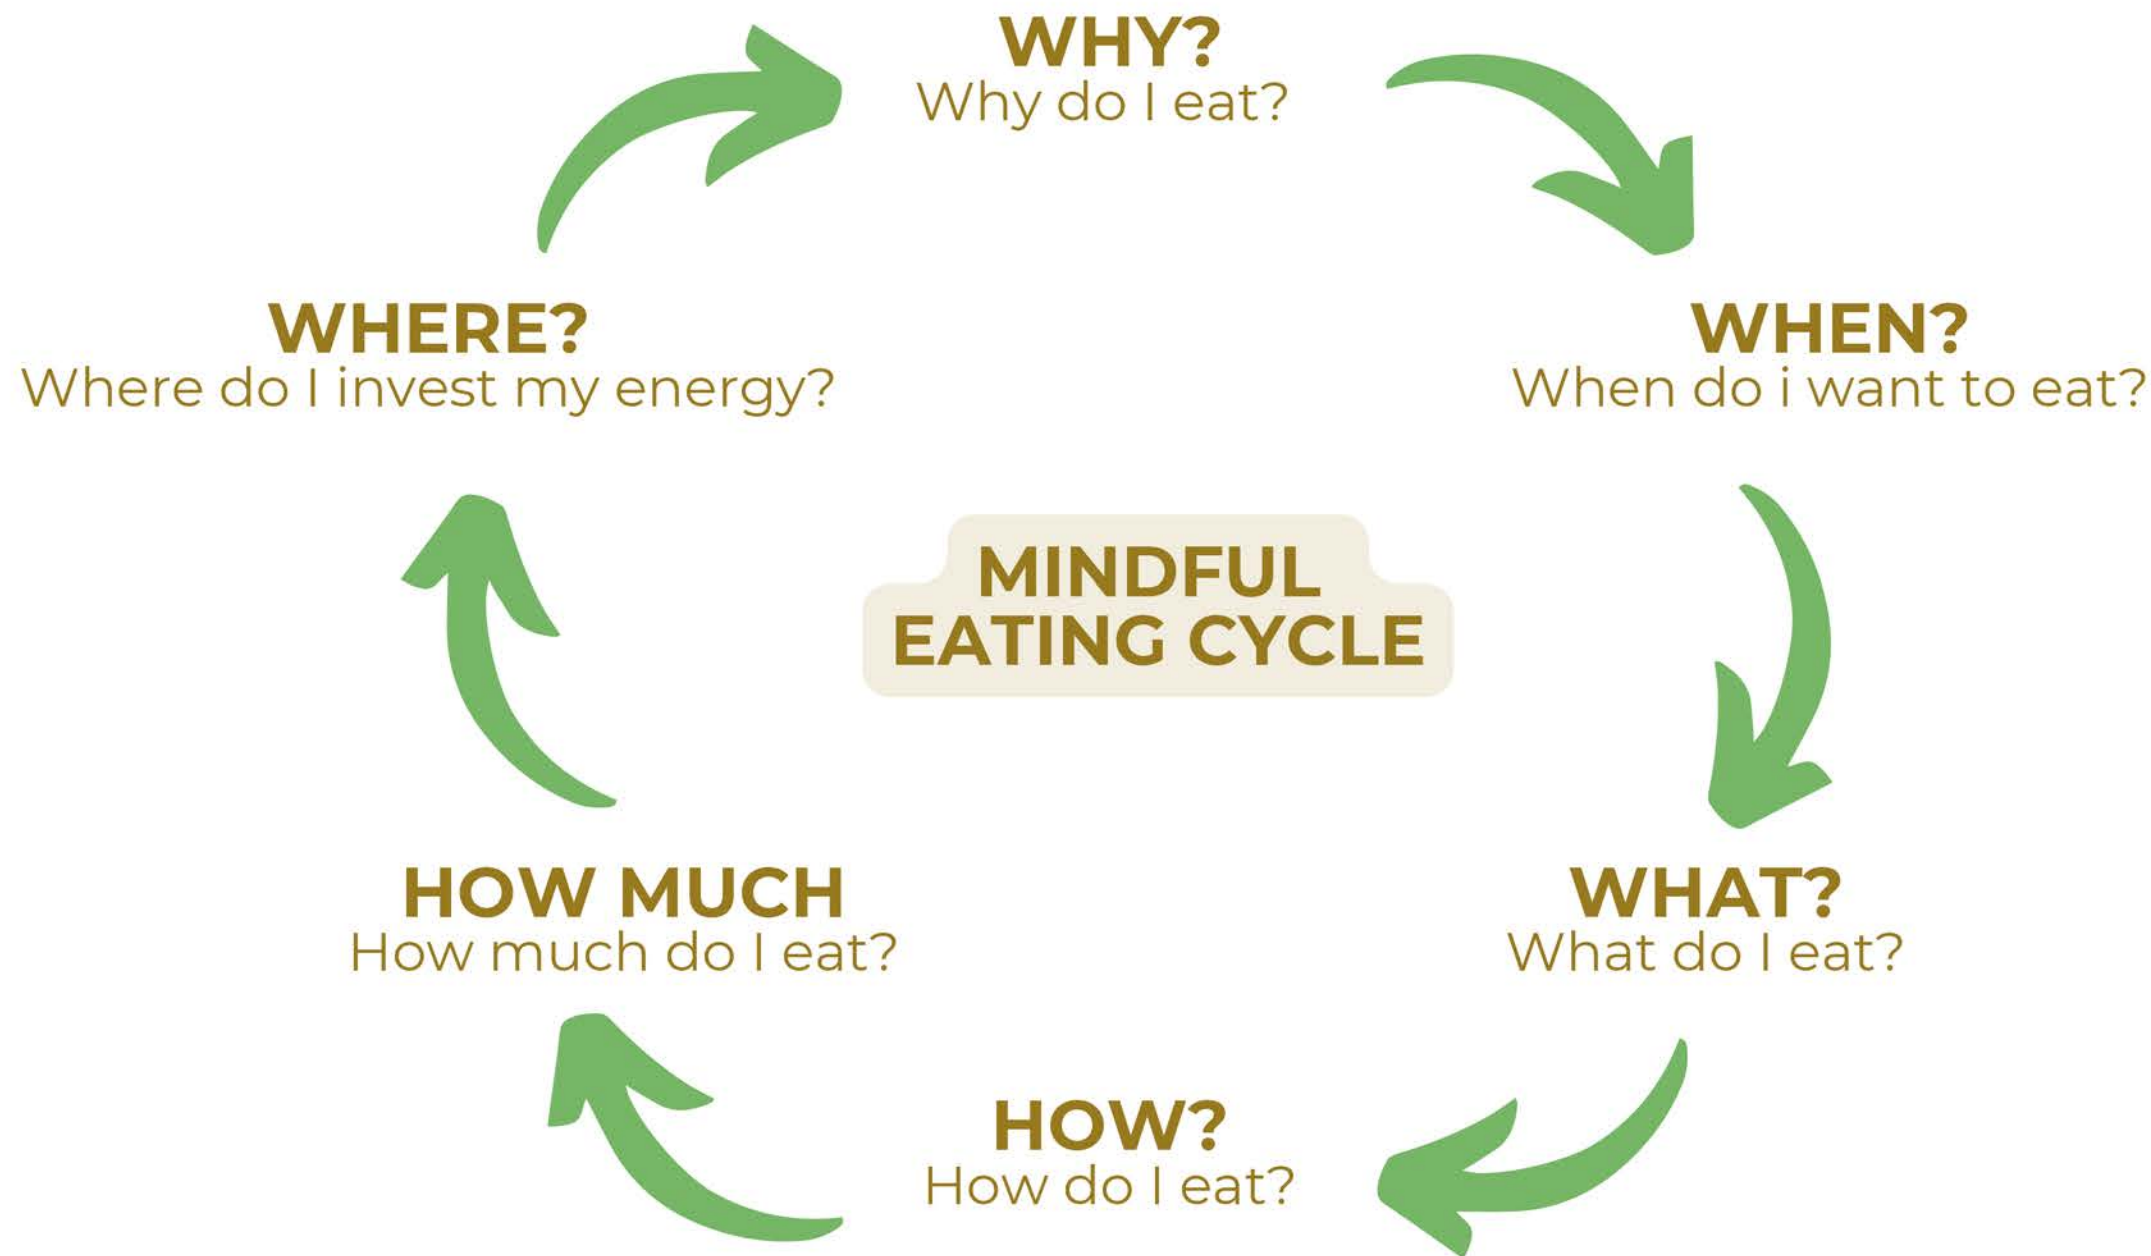 WHY?
Why do I eat?
WHERE?
Where do I invest my energy?
WHEN?
When do i want to eat?
MINDFUL
EATING CYCLE
HOW MUCH
How much do I eat?
WHAT?
What do I eat?
HOW?
How do I eat?